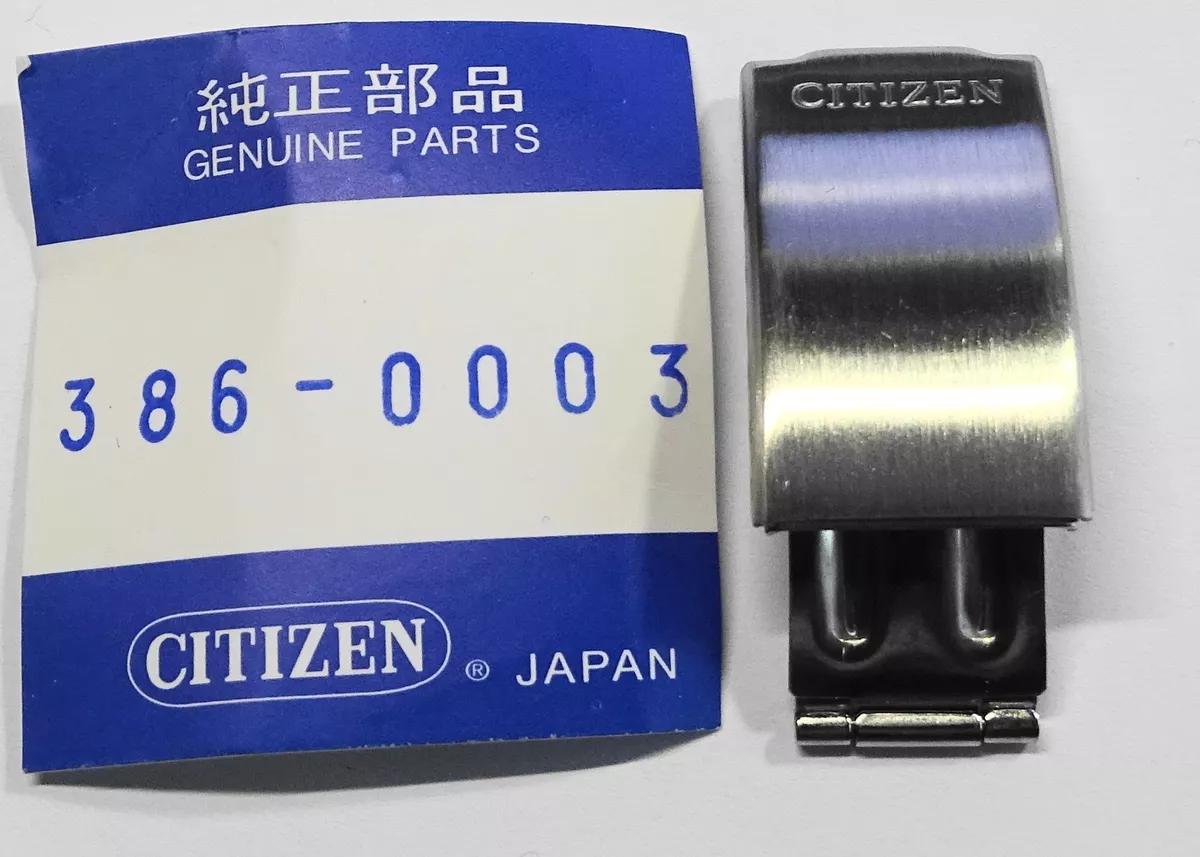 純正部品
GENUINE PARTS
386-0003
CITIZEN ® JAPAN
CITIZEN